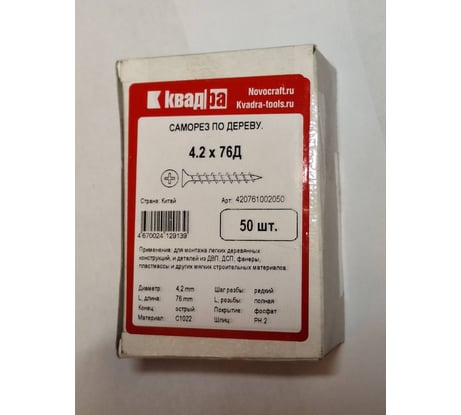 КВАДРА
Novocraft.ru
Kvadra-tools.ru
САМОРЕЗ ПО ДЕРЕВУ.
4.2 x 76Д
Страна: Китай
Арт: 420761002050
4 670024 129139
50 шт.
Применение: для монтажа легких деревянных
конструкций, и деталей из ДВП, ДСП, фанеры,
пластмассы и других мягких строительных материалов.
Диаметр: 4,2 mm Шаг резьбы: редкий
L, длина: 76 mm L, резьбы: полная
Конец: острый Покрытие: фосфат
Материал: C1022 Шлиц: PH 2